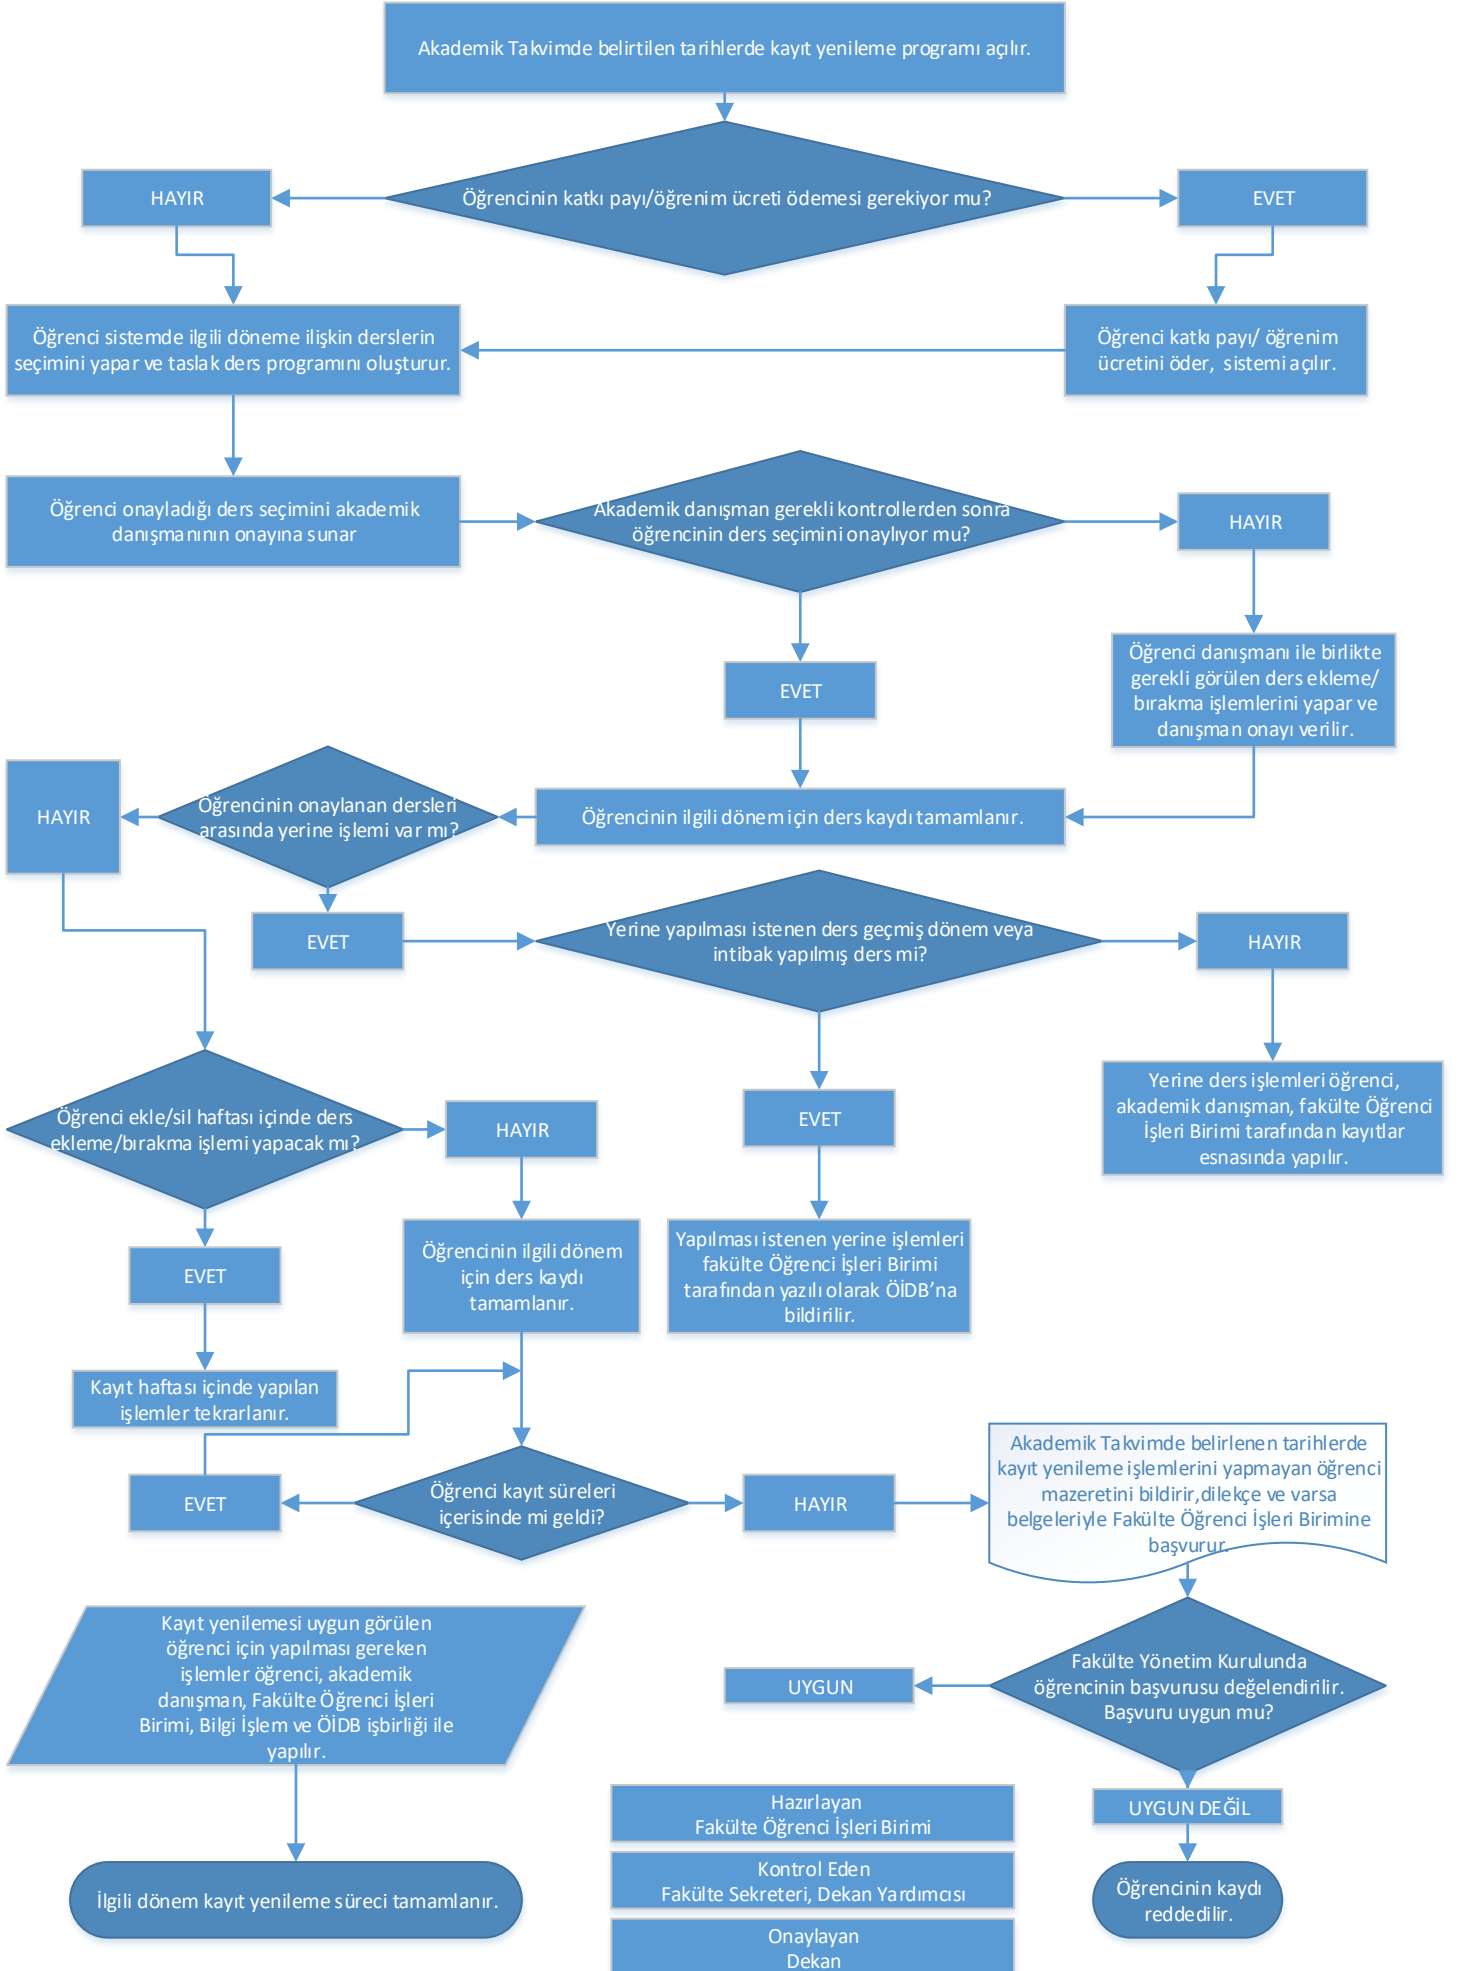 Akademik Takvimde belirtilen tarihlerde kayıt yenileme programı açılır.
HAYIR
Öğrencinin katkı payı/öğrenim ücreti ödemesi gerekiyor mu?
EVET
Öğrenci sistemde ilgili döneme ilişkin derslerin
seçimini yapar ve taslak ders programını oluşturur.
Öğrenci katkı payı/ öğrenim
ücretini öder, sistemi açılır.
Öğrenci onayladığı ders seçimini akademik
danışmanının onayına sunar
Akademik danışman gerekli kontrollerden sonra
öğrencinin ders seçimini onaylıyor mu?
HAYIR
EVET
Öğrenci danışmanı ile birlikte
gerekli görülen ders ekleme/
bırakma işlemlerini yapar ve
danışman onayı verilir.
HAYIR
Öğrencinin onaylanan dersleri
arasında yerine işlemi var mı?
Öğrencinin ilgili dönem için ders kaydı tamamlanır.
EVET
Yerine yapılması istenen ders geçmiş dönem veya
intibak yapılmış ders mi?
HAYIR
Öğrenci ekle/sil haftası içinde ders
ekleme/bırakma işlemi yapacak mı?
HAYIR
EVET
Yerine ders işlemleri öğrenci,
akademik danışman, fakülte Öğrenci
İşleri Birimi tarafından kayıtlar
esnasında yapılır.
EVET
Öğrencinin ilgili dönem
için ders kaydı
tamamlanır.
Yapılması istenen yerine işlemleri
fakülte Öğrenci İşleri Birimi
tarafından yazılı olarak ÖİDB’na
bildirilir.
Kayıt haftası içinde yapılan
işlemler tekrarlanır.
EVET
Öğrenci kayıt süreleri
içerisinde mi geldi?
HAYIR
Akademik Takvimde belirlenen tarihlerde
kayıt yenileme işlemlerini yapmayan öğrenci
mazeretini bildirir,dilekçe ve varsa
belgeleriyle Fakülte Öğrenci İşleri Birimine
başvurur.
Kayıt yenilemesi uygun görülen
öğrenci için yapılması gereken
işlemler öğrenci, akademik
danışman, Fakülte Öğrenci İşleri
Birimi, Bilgi İşlem ve ÖİDB işbirliği ile
yapılır.
UYGUN
Fakülte Yönetim Kurulunda
öğrencinin başvurusu değerlendirilir.
Başvuru uygun mu?
UYGUN DEĞİL
Hazırlayan
Fakülte Öğrenci İşleri Birimi
Kontrol Eden
Fakülte Sekreteri, Dekan Yardımcısı
Onaylayan
Dekan
İlgili dönem kayıt yenileme süreci tamamlanır.
Öğrencinin kaydı
reddedilir.